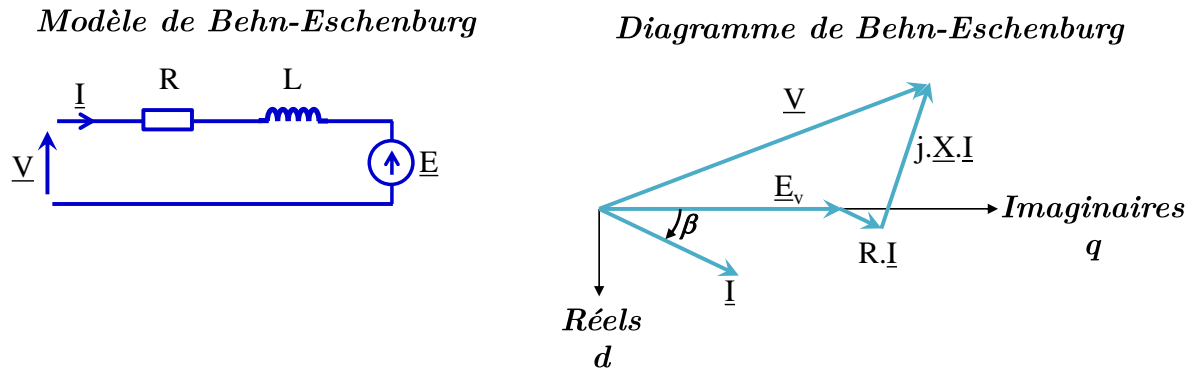 Modèle de Behn-Eschenburg
I
R
L
V
E
Diagramme de Behn-Eschenburg
V
j.X.I
Ev
β
Imaginaires
q
R.I
I
Réels
d